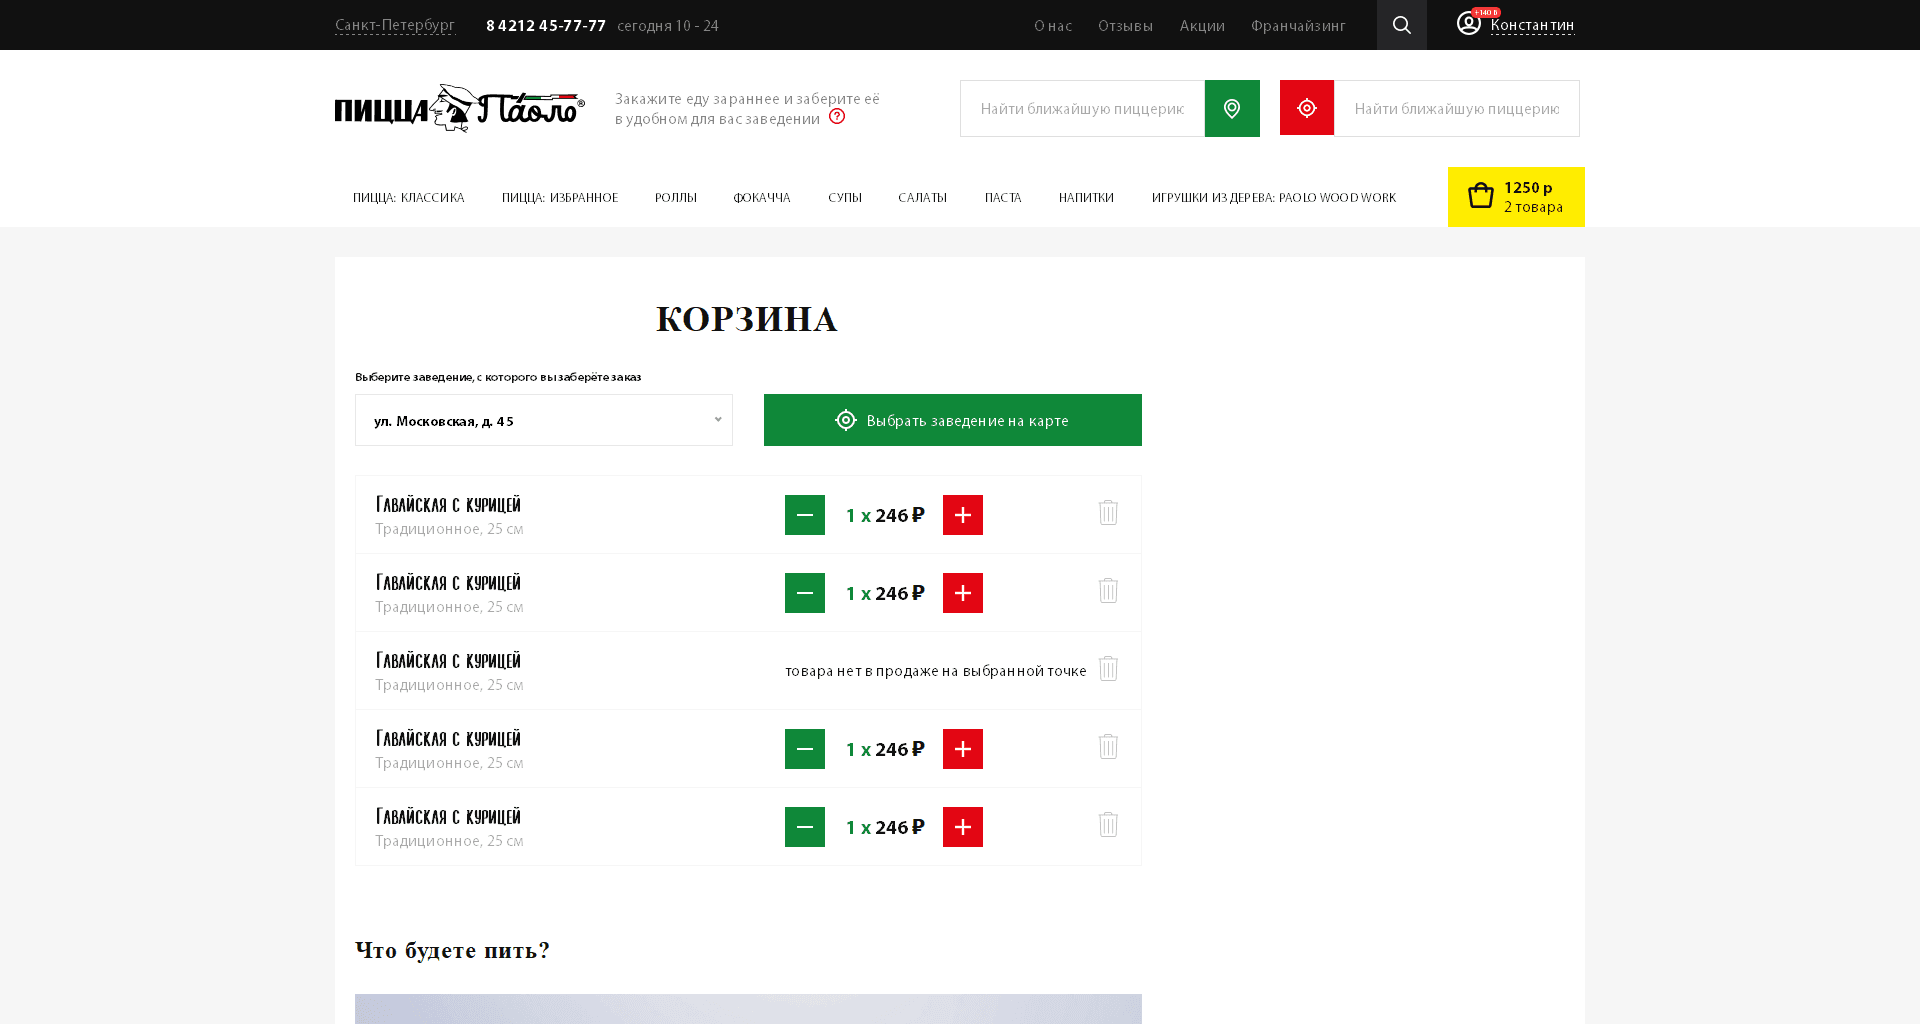 Санкт-Петербург 8 4212 45-77-77 сегодня 10 - 24 О нас Отзывы Акции Франчайзинг +140 Константин
ПИЦЦА Паоло ®
Закажите еду зараннее и заберите её
в удобном для вас заведении ?
Найти ближайшую пиццерию
Найти ближайшую пиццерию
ПИЦЦА: КЛАССИКА ПИЦЦА: ИЗБРАННОЕ РОЛЛЫ ФОКАЧЧА СУПЫ САЛАТЫ ПАСТА НАПИТКИ ИГРУШКИ ИЗ ДЕРЕВА: PAOLO WOOD WORK
1250 р
2 товара
КОРЗИНА
Выберите заведение, с которого вы заберёте заказ
ул. Московская, д. 45
Выбрать заведение на карте
Гавайская с курицей
Традиционное, 25 см
1 x 246 ₽
Гавайская с курицей
Традиционное, 25 см
1 x 246 ₽
Гавайская с курицей
Традиционное, 25 см
товара нет в продаже на выбранной точке
Гавайская с курицей
Традиционное, 25 см
1 x 246 ₽
Гавайская с курицей
Традиционное, 25 см
1 x 246 ₽
Что будете пить?